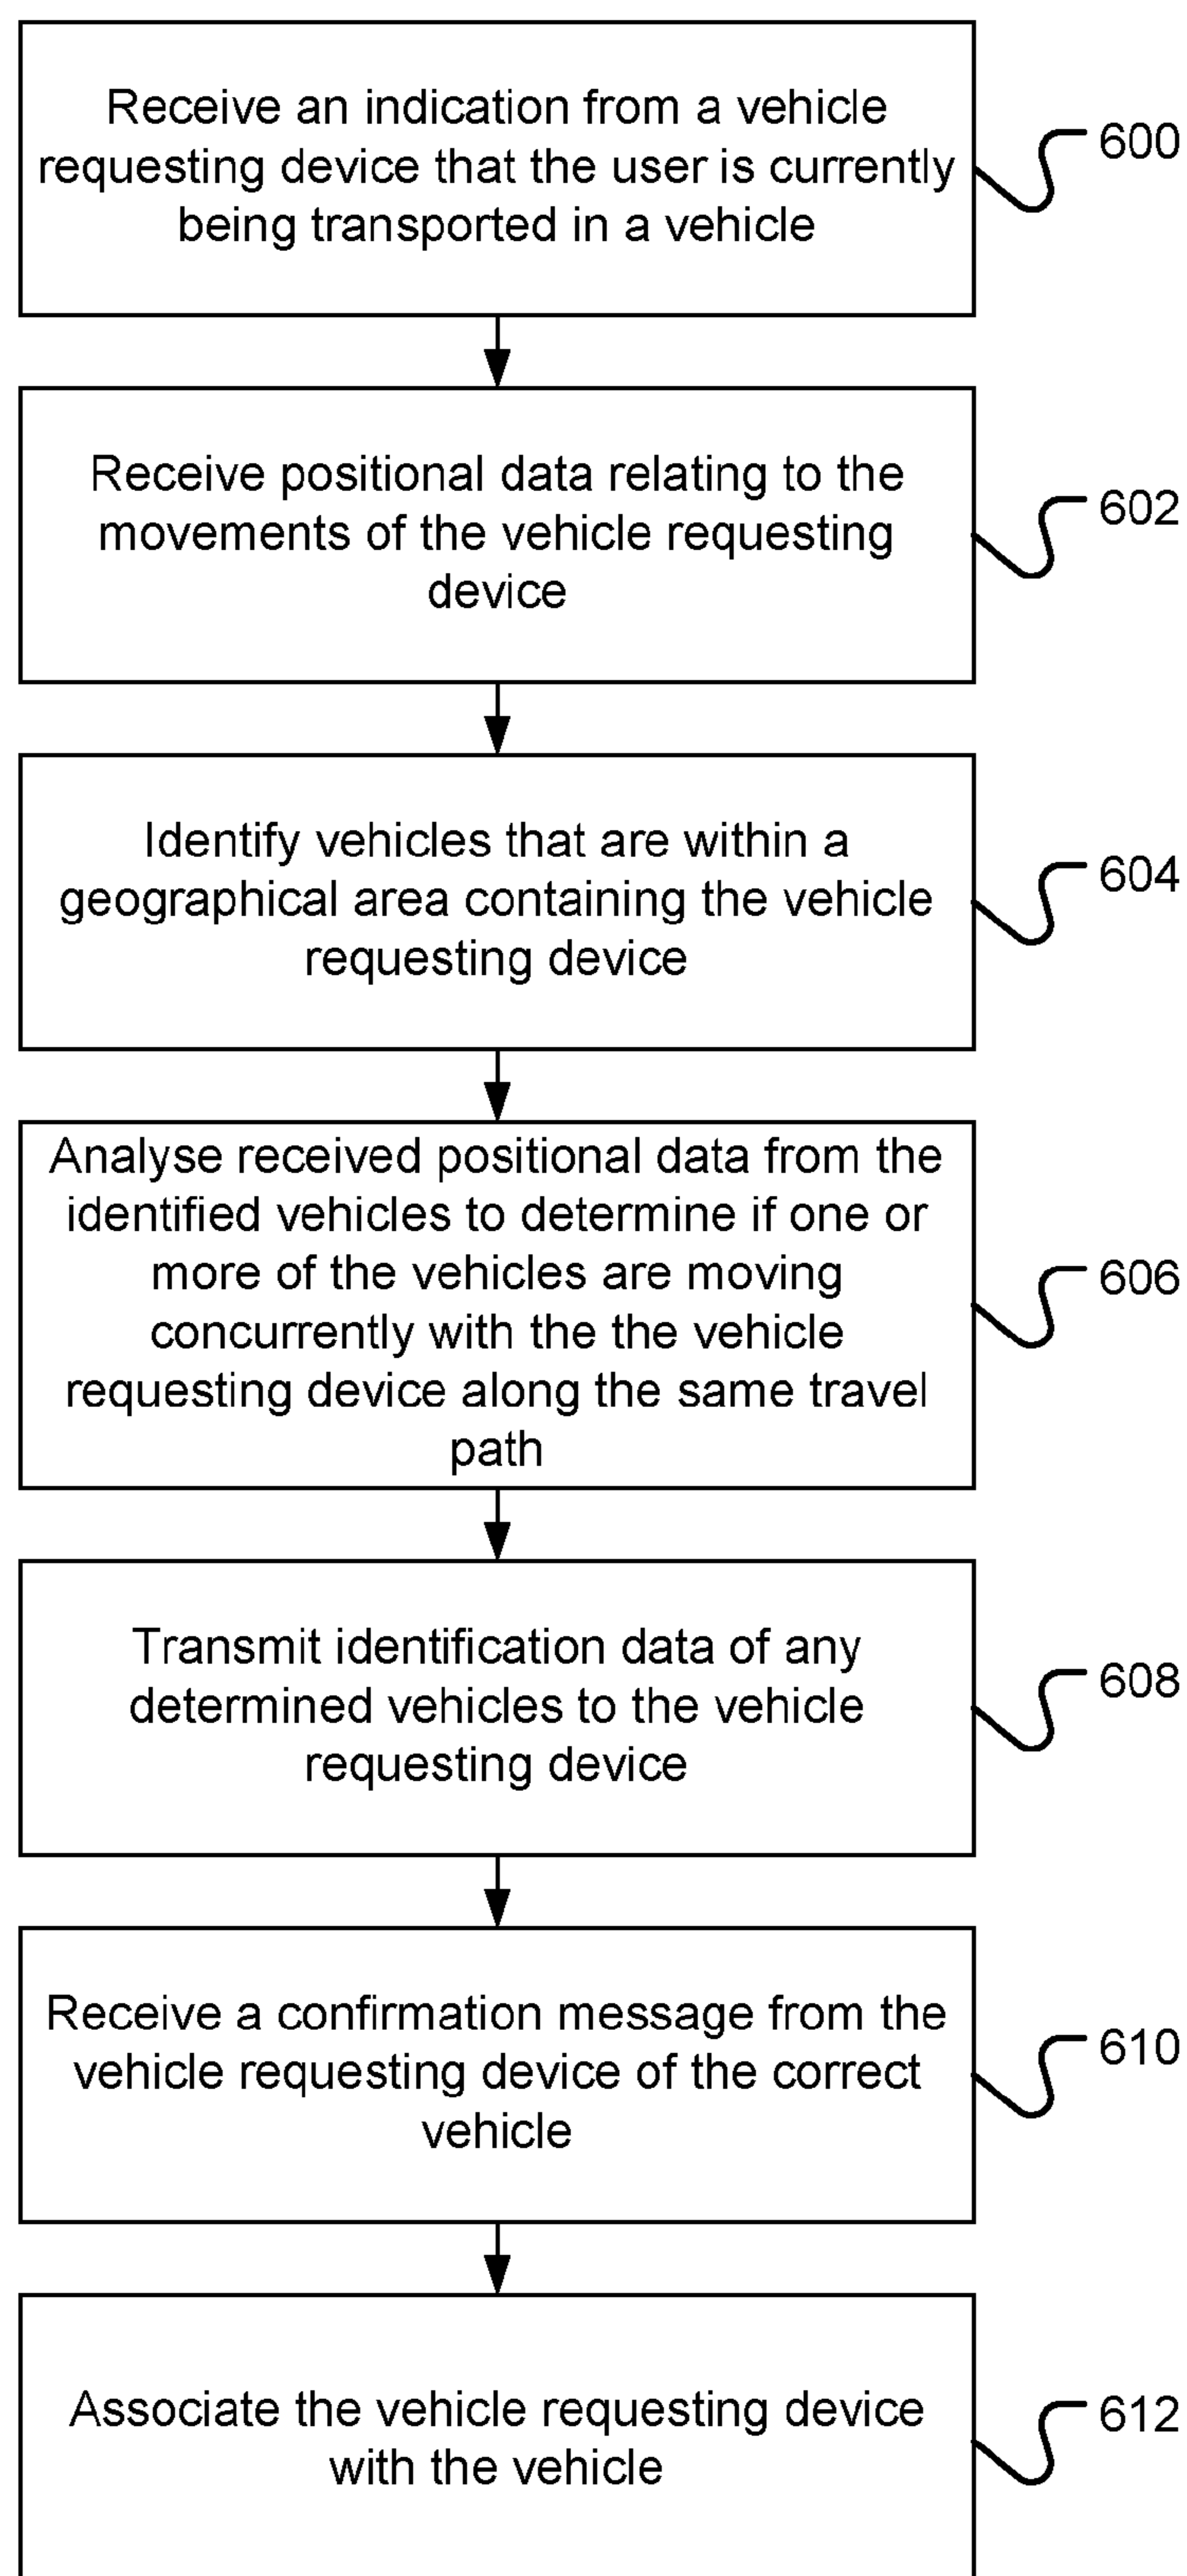 Receive an indication from a vehicle
requesting device that the user is currently
being transported in a vehicle
600
Receive positional data relating to the
movements of the vehicle requesting
device
602
Identify vehicles that are within a
geographical area containing the vehicle
requesting device
604
Analyse received positional data from the
identified vehicles to determine if one or
more of the vehicles are moving
concurrently with the the vehicle
requesting device along the same travel
path
606
Transmit identification data of any
determined vehicles to the vehicle
requesting device
608
Receive a confirmation message from the
vehicle requesting device of the correct
vehicle
610
Associate the vehicle requesting device
with the vehicle
612